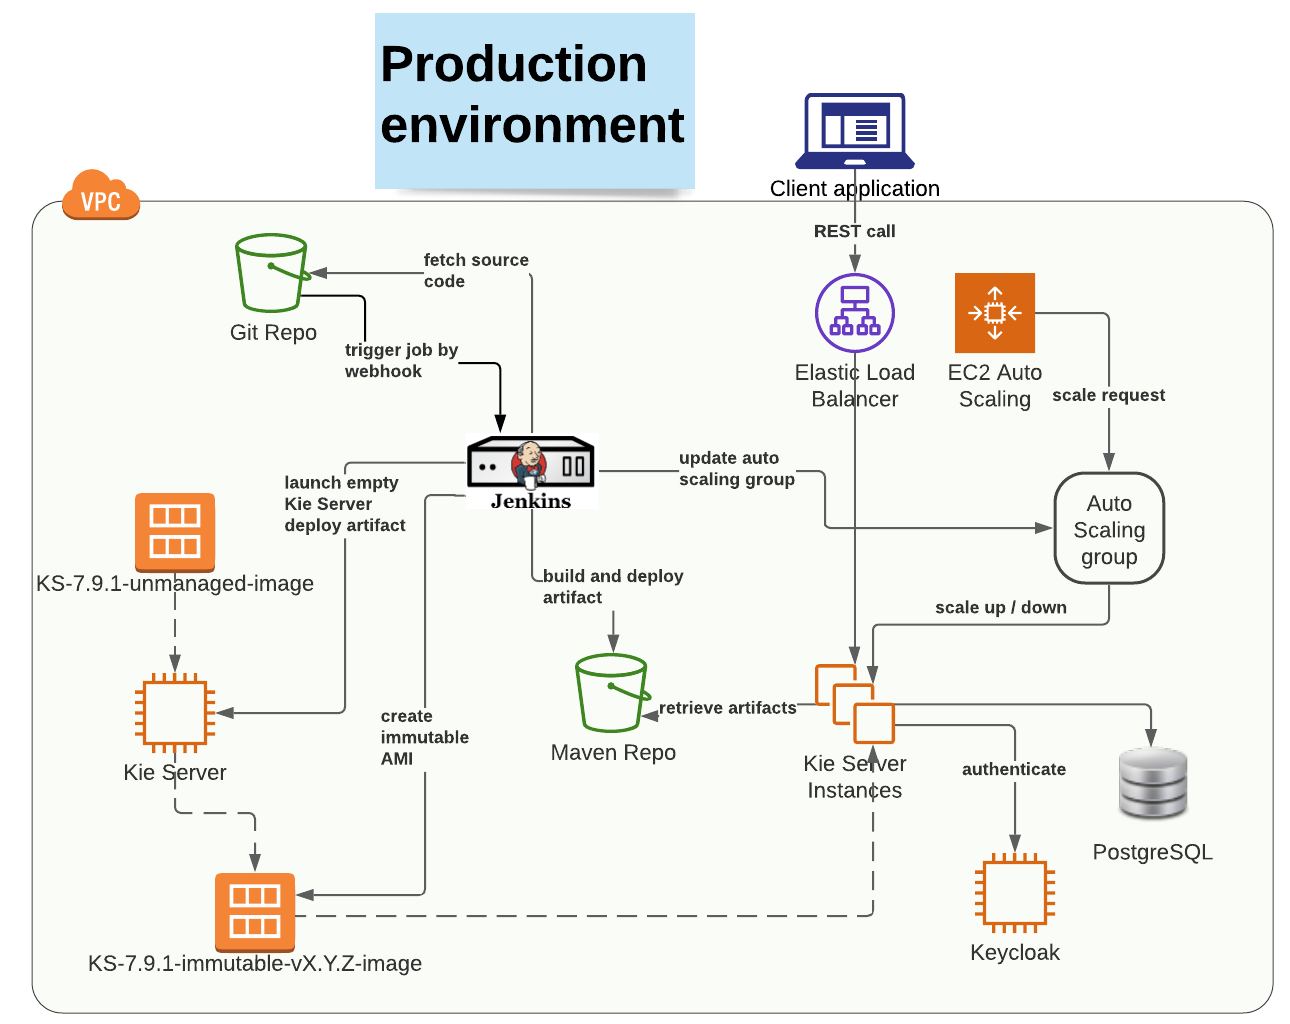 Production
environment
Client application
VPC
REST call
fetch source
code
Git Repo
trigger job by
webhook
Elastic Load
Balancer
EC2 Auto
Scaling
scale request
Jenkins
update auto
scaling group
launch empty
Kie Server
deploy artifact
Auto
Scaling
group
KS-7.9.1-unmanaged-image
build and deploy
artifact
scale up / down
create
immutable
AMI
retrieve artifacts
Maven Repo
Kie Server
Kie Server
Instances
authenticate
PostgreSQL
Keycloak
KS-7.9.1-immutable-vX.Y.Z-image